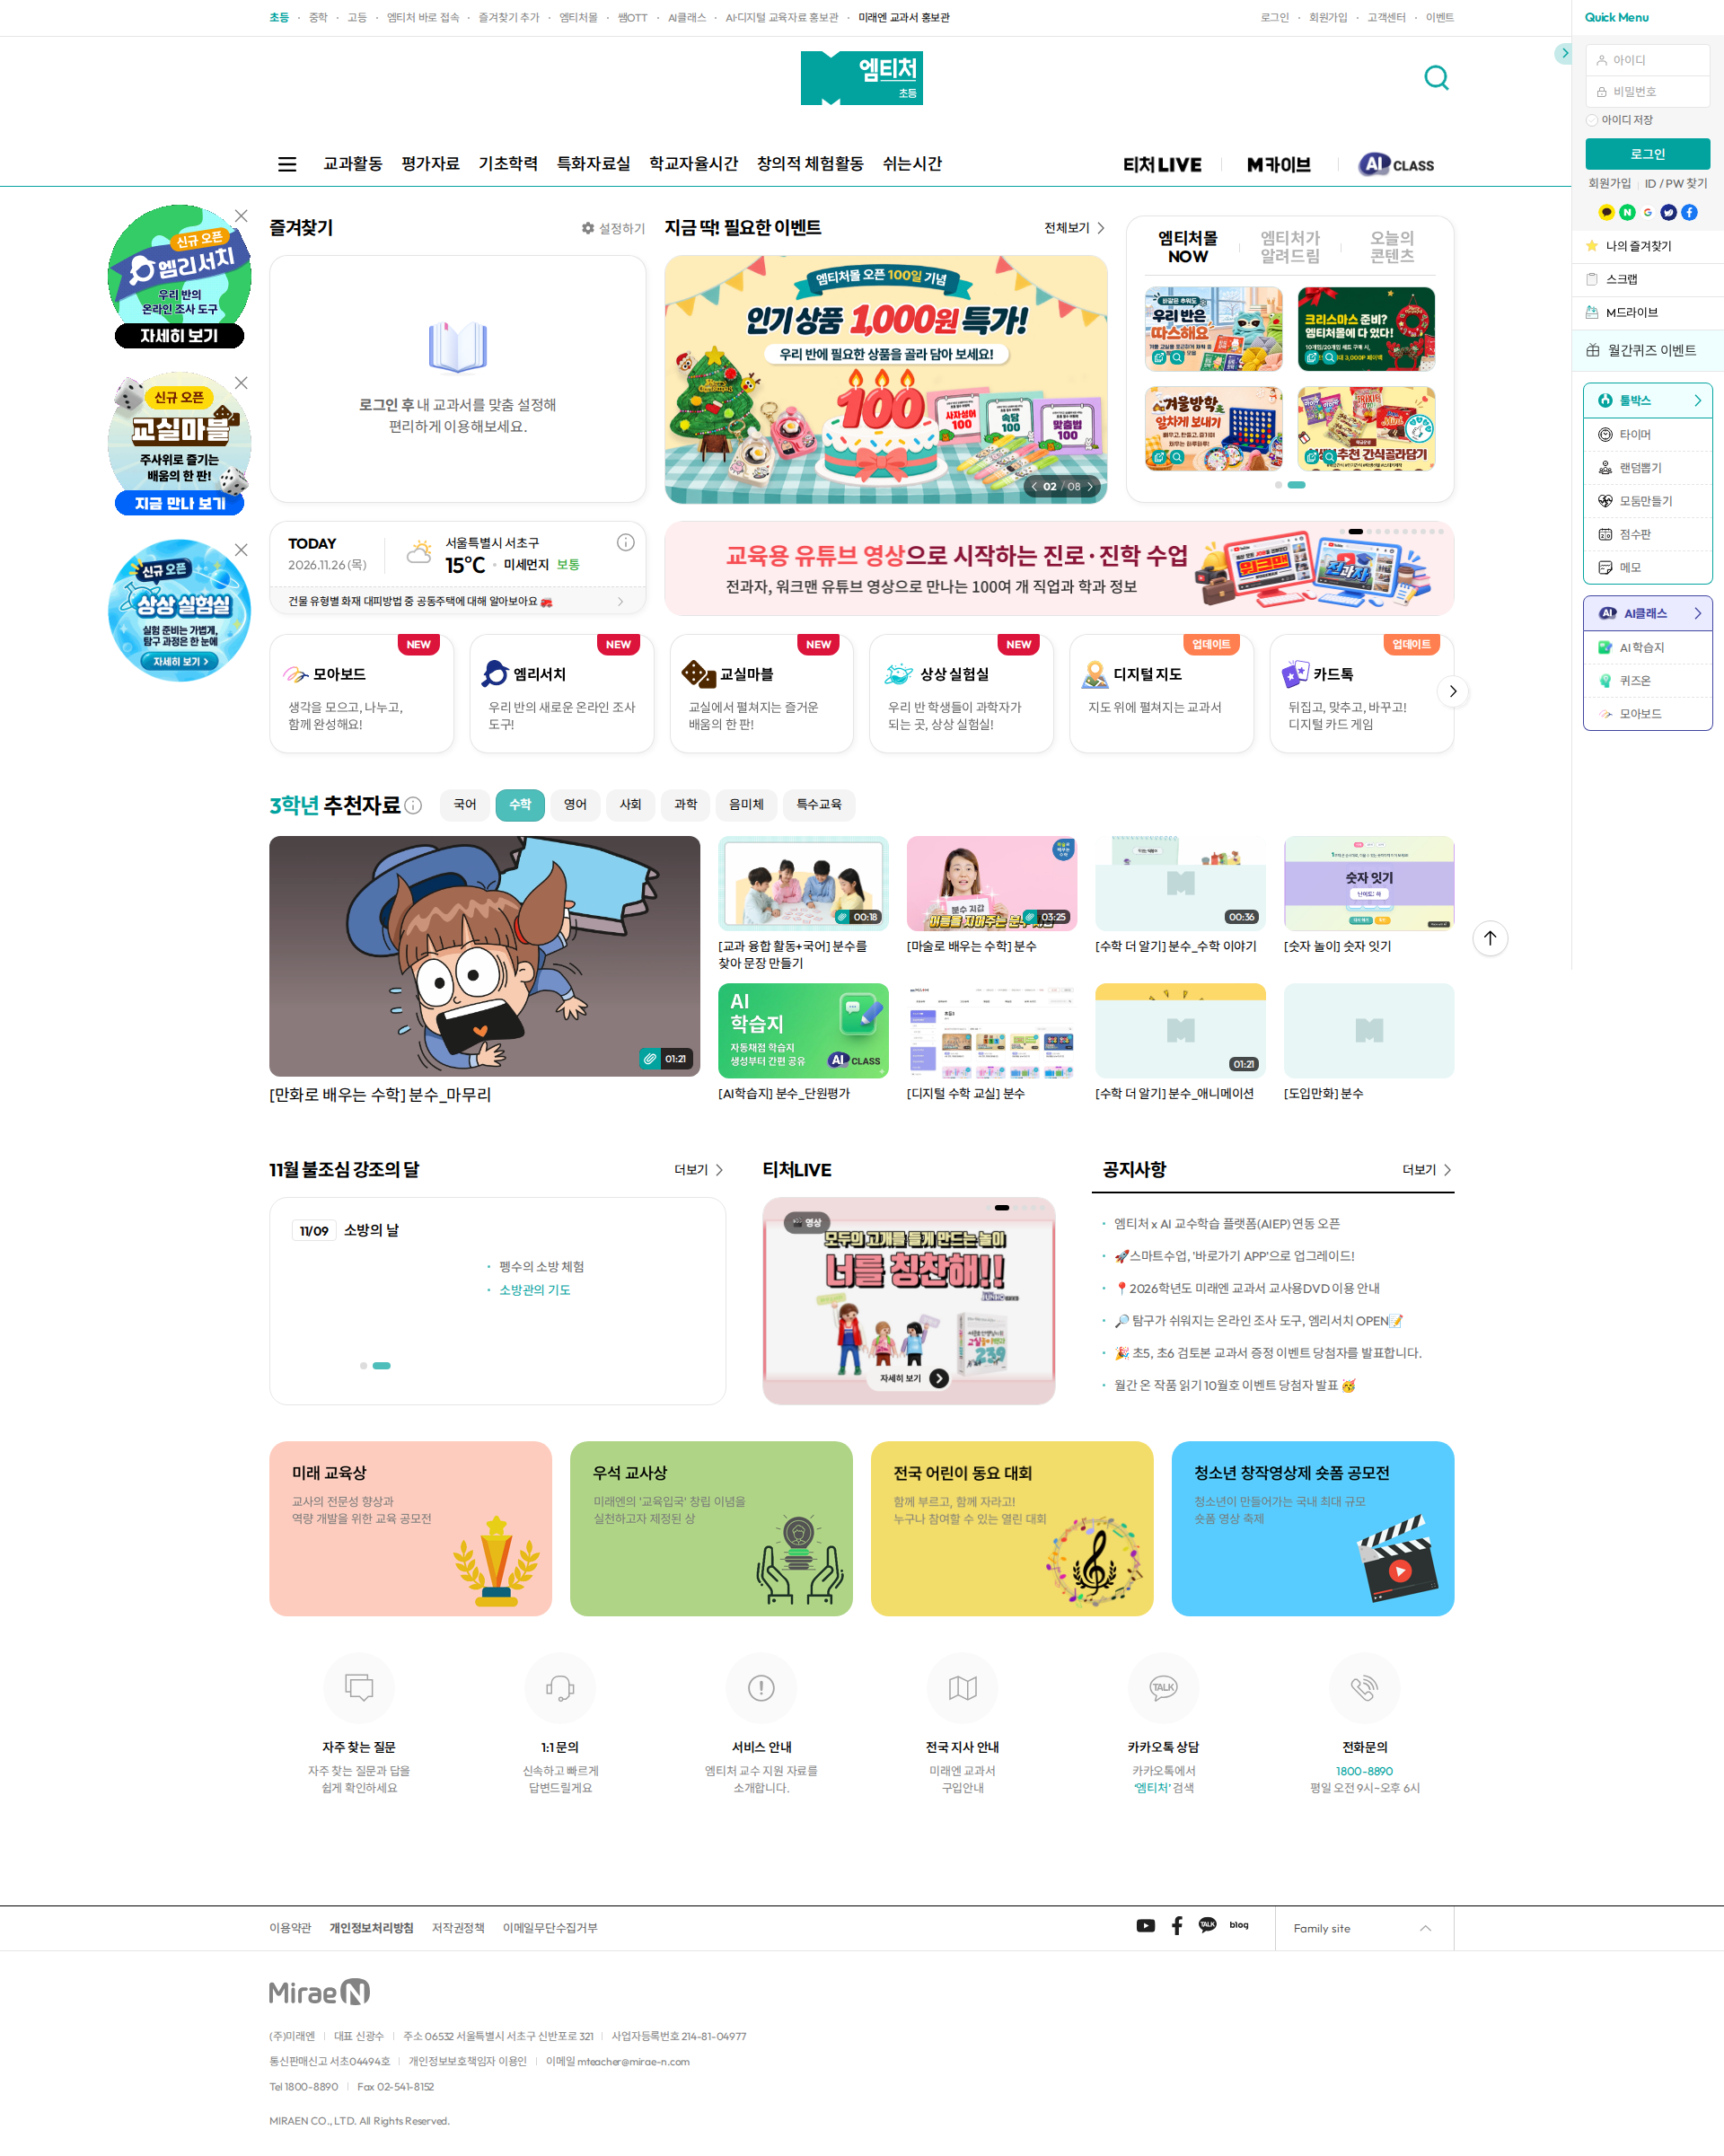 초등 · 중학 · 고등 · 엠티처 바로 접속 · 즐겨찾기 추가 · 엠티처몰 · 쌤OTT · AI클래스 · AI·디지털 교육자료 홍보관 · 미래엔 교과서 홍보관
로그인 · 회원가입 · 고객센터 · 이벤트
엠티처
초등
교과활동 평가자료 기초학력 특화자료실 학교자율시간 창의적 체험활동 쉬는시간
티처LIVE
M카이브
AI CLASS
Quick Menu
아이디
비밀번호
아이디 저장
로그인
회원가입 ID / PW 찾기
나의 즐겨찾기
스크랩
M드라이브
월간퀴즈 이벤트
툴박스
타이머
랜덤뽑기
모둠만들기
점수판
메모
AI클래스
AI학습지
퀴즈온
모아보드
신규 오픈
엠리서치
우리 반의
온라인 조사 도구
자세히 보기
신규 오픈
교실마블
주사위로 즐기는
배움의 한 판!
지금 만나 보기
신규 오픈
상상 실험실
실험 준비는 가볍게,
탐구 과정은 한 눈에
자세히 보기 >
즐겨찾기
설정하기
로그인 후 내 교과서를 맞춤 설정해
편리하게 이용해보세요.
지금 딱! 필요한 이벤트
전체보기
엠티처몰 오픈 100일 기념
인기 상품 1,000원 특가!
우리 반에 필요한 상품을 골라 담아 보세요!
100
사자성어
100
속담
100
맞춤법
100
02 / 08
엠티처몰
NOW
엠티처가
알려드림
오늘의
콘텐츠
바깥은 추워도
우리 반은
따스해요
크리스마스 준비?
엠티처몰에 다 있다!
겨울방학
알차게 보내기
추천 간식 골라담기
TODAY
2026.11.26 (목)
서울특별시 서초구
15℃ · 미세먼지 보통
건물 유형별 화재 대피방법 중 공동주택에 대해 알아보아요 🚒
교육용 유튜브 영상으로 시작하는 진로·진학 수업
전과자, 워크맨 유튜브 영상으로 만나는 100여 개 직업과 학과 정보
워크맨
전과자
NEW
모아보드
생각을 모으고, 나누고,
함께 완성해요!
NEW
엠리서치
우리 반의 새로운 온라인 조사
도구!
NEW
교실마블
교실에서 펼쳐지는 즐거운
배움의 한 판!
NEW
상상 실험실
우리 반 학생들이 과학자가
되는 곳, 상상 실험실!
업데이트
디지털 지도
지도 위에 펼쳐지는 교과서
업데이트
카드톡
뒤집고, 맞추고, 바꾸고!
디지털 카드 게임
3학년 추천자료
국어 수학 영어 사회 과학 음미체 특수교육
01:21
[만화로 배우는 수학] 분수_마무리
00:18
[교과 융합 활동+국어] 분수를
찾아 문장 만들기
분수 지갑
03:25
[마술로 배우는 수학] 분수
00:36
[수학 더 알기] 분수_수학 이야기
숫자 잇기
[숫자 놀이] 숫자 잇기
AI
학습지
자동채점 학습지
생성부터 간편 공유
AI CLASS
[AI학습지] 분수_단원평가
[디지털 수학 교실] 분수
01:21
[수학 더 알기] 분수_애니메이션
[도입만화] 분수
11월 불조심 강조의 달
더보기
11/09 소방의 날
펭수의 소방 체험
소방관의 기도
티처LIVE
영상
모두의 고개를 들게 만드는 놀이
너를 칭찬해!!
239
자세히 보기
공지사항
더보기
엠티처 x AI 교수학습 플랫폼(AIEP) 연동 오픈
🚀스마트수업, '바로가기 APP'으로 업그레이드!
📍2026학년도 미래엔 교과서 교사용DVD 이용 안내
🔎 탐구가 쉬워지는 온라인 조사 도구, 엠리서치 OPEN📝
🎉 초5, 초6 검토본 교과서 증정 이벤트 당첨자를 발표합니다.
월간 온 작품 읽기 10월호 이벤트 당첨자 발표 🥳
미래 교육상
교사의 전문성 향상과
역량 개발을 위한 교육 공모전
우석 교사상
미래엔의 '교육입국' 창립 이념을
실천하고자 제정된 상
전국 어린이 동요 대회
함께 부르고, 함께 자라고!
누구나 참여할 수 있는 열린 대회
청소년 창작영상제 숏폼 공모전
청소년이 만들어가는 국내 최대 규모
숏폼 영상 축제
자주 찾는 질문
자주 찾는 질문과 답을
쉽게 확인하세요
1:1 문의
신속하고 빠르게
답변드릴게요
서비스 안내
엠티처 교수 지원 자료를
소개합니다.
전국 지사 안내
미래엔 교과서
구입안내
TALK
카카오톡 상담
카카오톡에서
'엠티처' 검색
전화문의
1800-8890
평일 오전 9시~오후 6시
이용약관 개인정보처리방침 저작권정책 이메일무단수집거부
TALK
blog
Family site
Mirae N
(주)미래엔 | 대표 신광수 | 주소 06532 서울특별시 서초구 신반포로 321 | 사업자등록번호 214-81-04977
통신판매신고 서초04494호 | 개인정보보호책임자 이용인 | 이메일 mteacher@mirae-n.com
Tel 1800-8890 | Fax 02-541-8152
MIRAEN CO., LTD. All Rights Reserved.